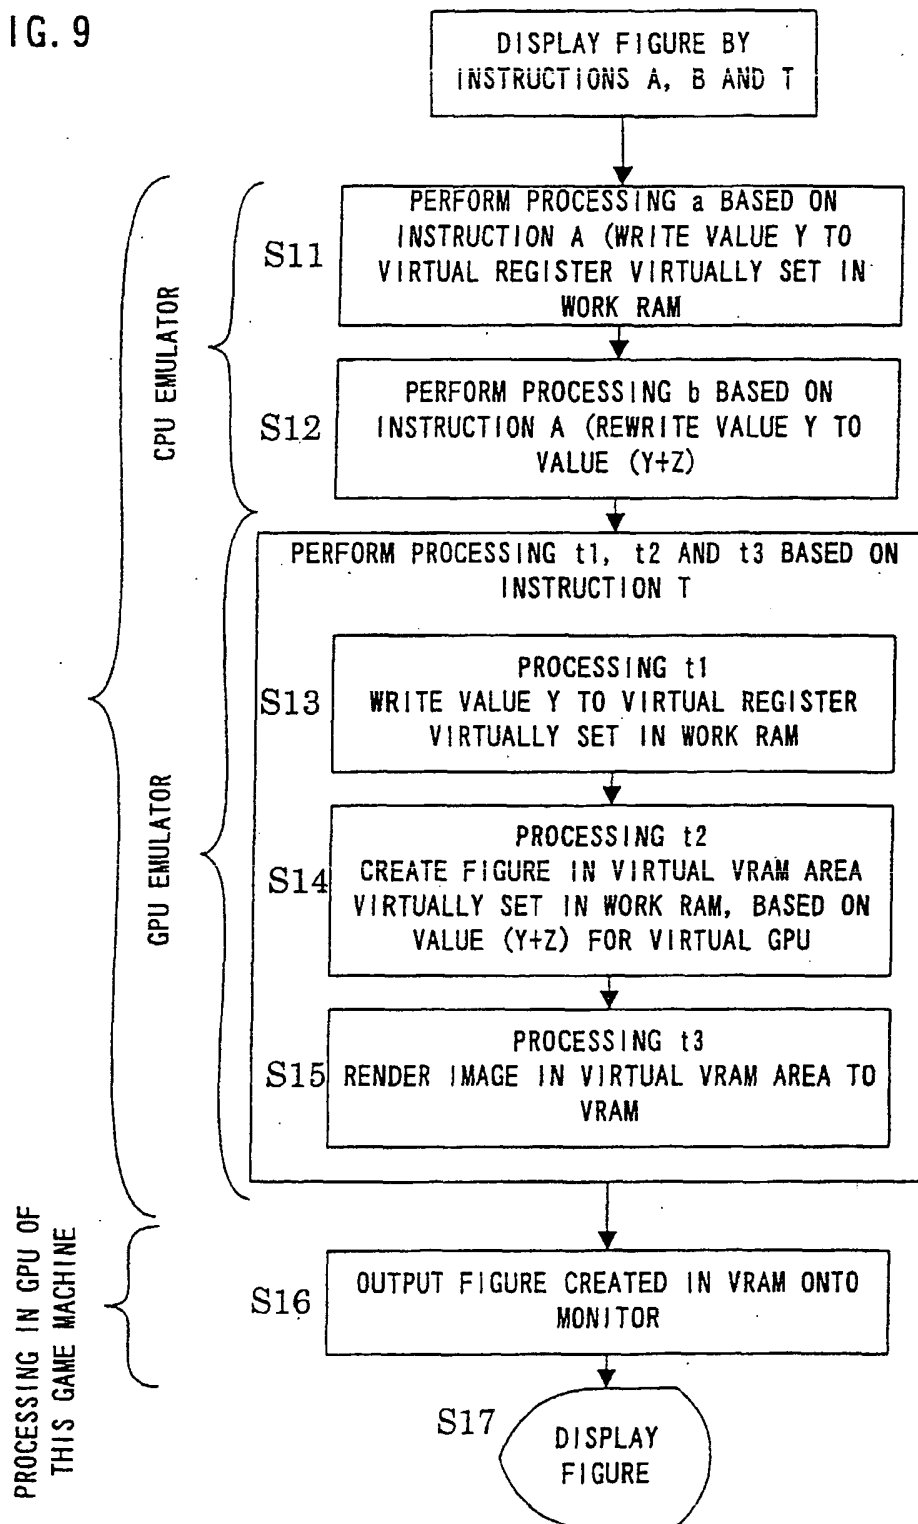 IG. 9
DISPLAY FIGURE BY
INSTRUCTIONS A, B AND T
S11
PERFORM PROCESSING a BASED ON
INSTRUCTION A (WRITE VALUE Y TO
VIRTUAL REGISTER VIRTUALLY SET IN
WORK RAM
CPU EMULATOR
S12
PERFORM PROCESSING b BASED ON
INSTRUCTION A (REWRITE VALUE Y TO
VALUE (Y+Z)
PERFORM PROCESSING t1, t2 AND t3 BASED ON
INSTRUCTION T
S13
PROCESSING t1
WRITE VALUE Y TO VIRTUAL REGISTER
VIRTUALLY SET IN WORK RAM
GPU EMULATOR
S14
PROCESSING t2
CREATE FIGURE IN VIRTUAL VRAM AREA
VIRTUALLY SET IN WORK RAM, BASED ON
VALUE (Y+Z) FOR VIRTUAL GPU
S15
PROCESSING t3
RENDER IMAGE IN VIRTUAL VRAM AREA TO
VRAM
PROCESSING IN GPU OF
THIS GAME MACHINE
S16
OUTPUT FIGURE CREATED IN VRAM ONTO
MONITOR
S17
DISPLAY
FIGURE